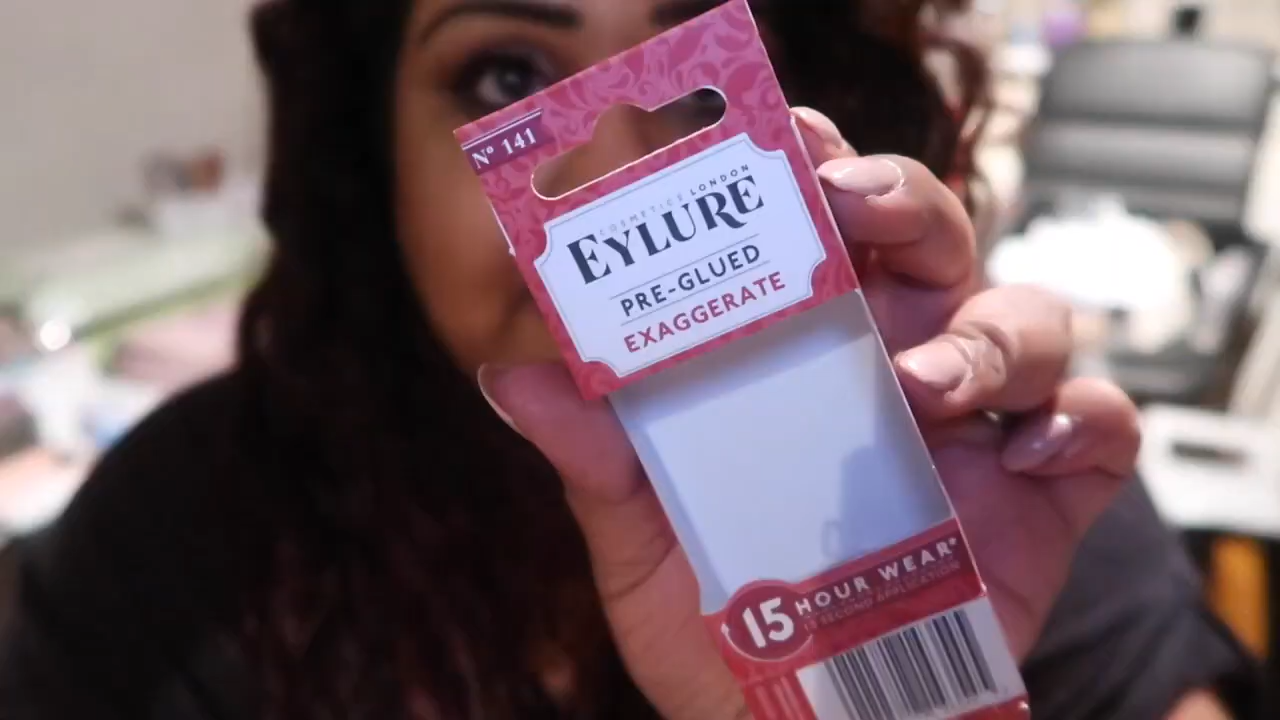 Nº 141
COSMETICS LONDON
EYLURE
PRE-GLUED
EXAGGERATE
15 HOUR WEAR*
15 SECOND APPLICATION